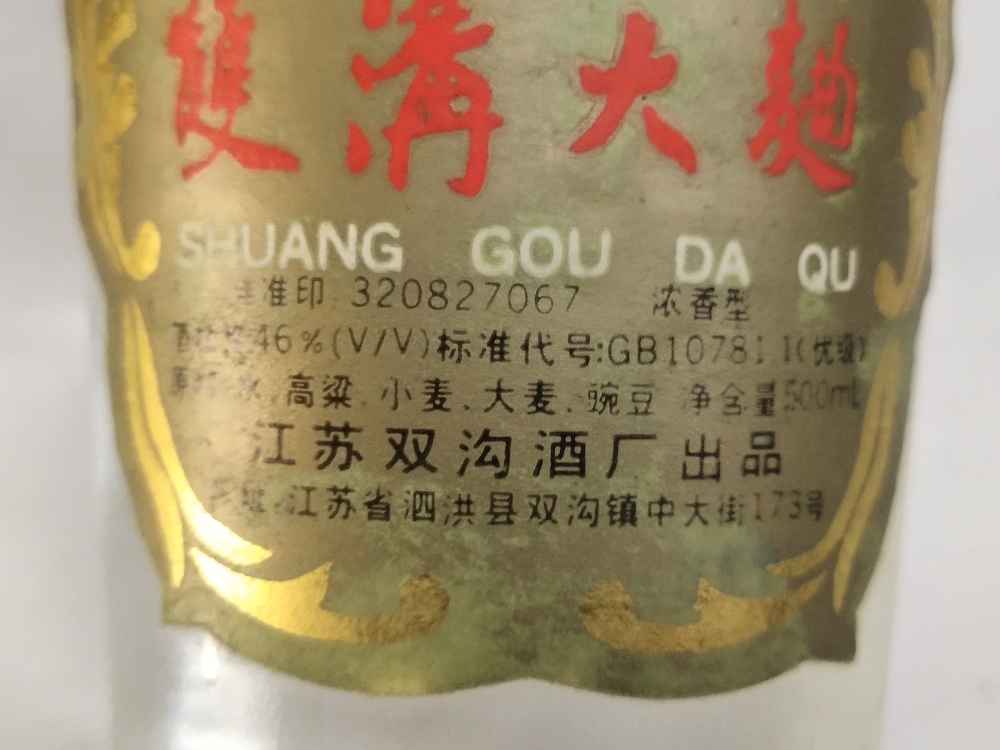 雙溝大麯
SHUANG GOU DA QU
准印 320827067 浓香型
46%(V/V)标准代号:GB10781.1(优级)
水、高粱、小麦、大麦、豌豆 净含量500mL
江苏双沟酒厂出品
江苏省泗洪县双沟镇中大街173号